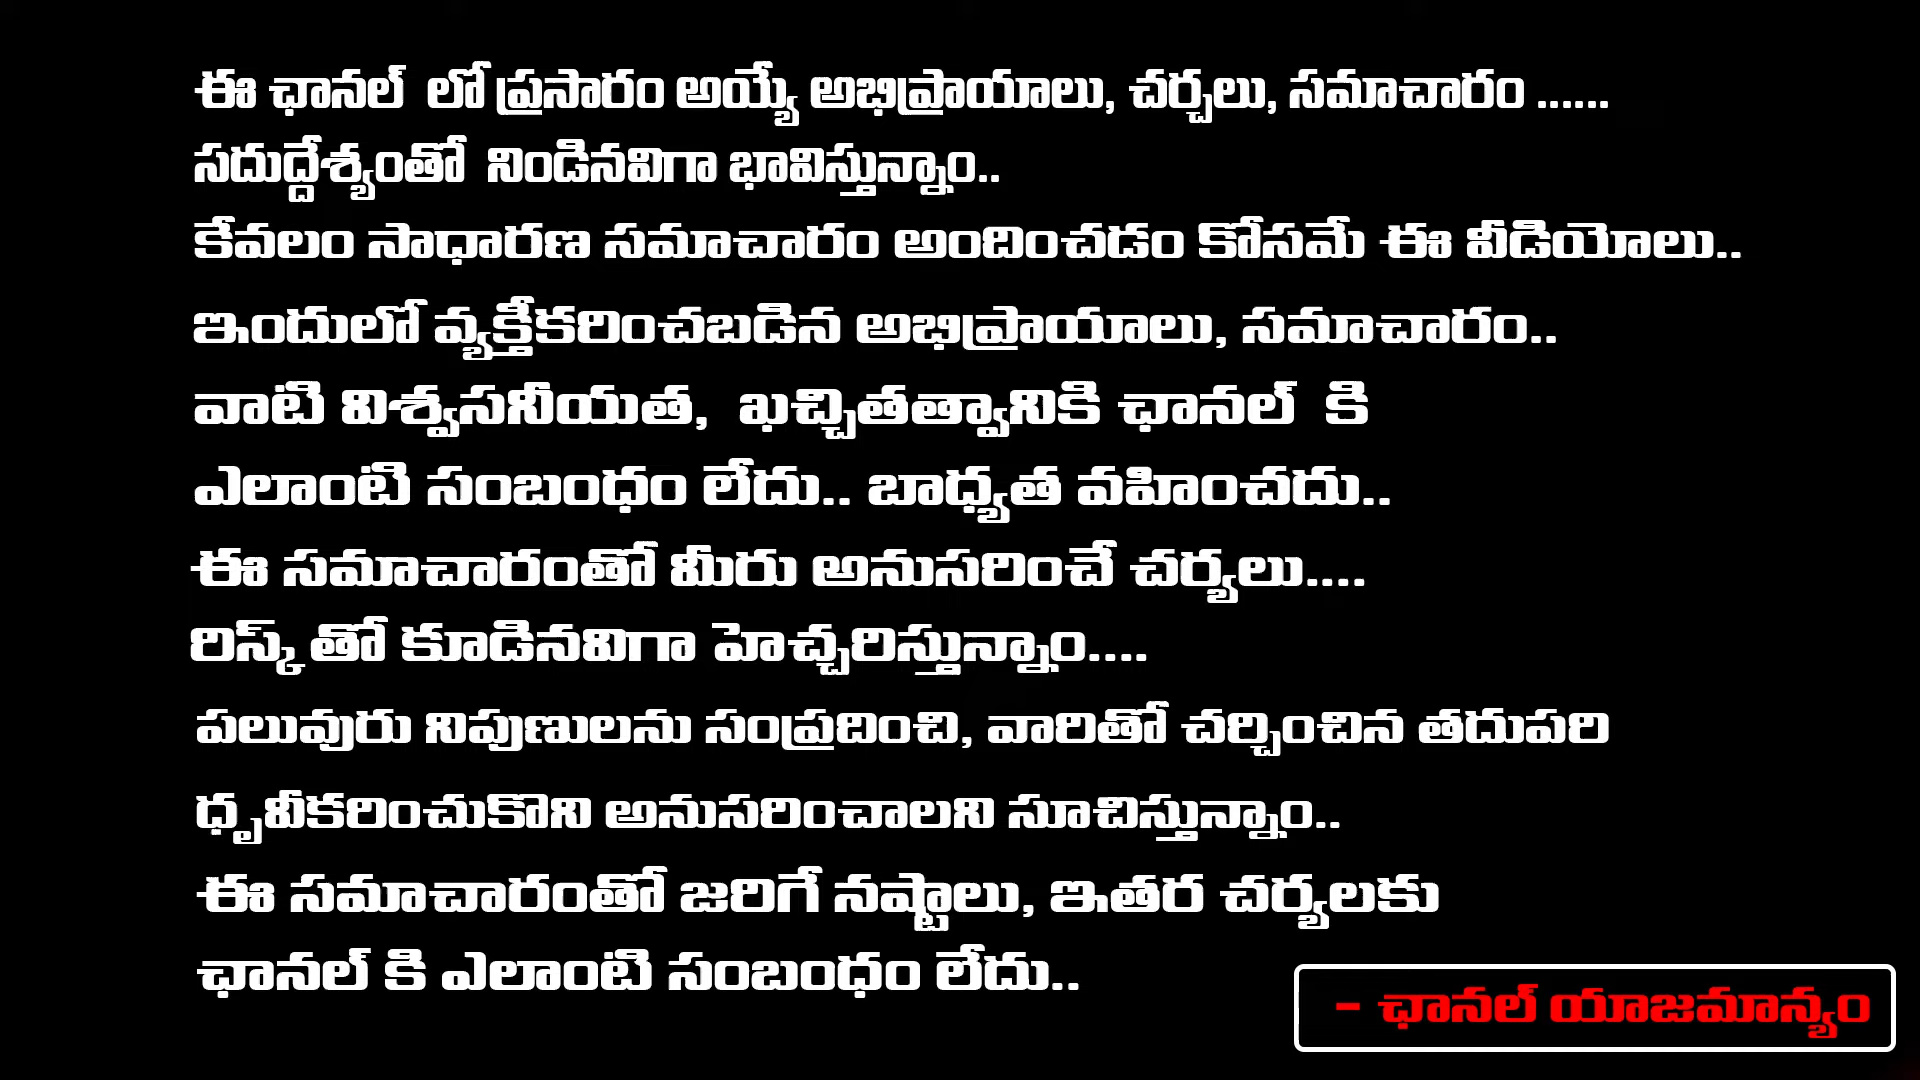 ఈ ఛానల్ లో ప్రసారం అయ్యే అభిప్రాయాలు, చర్చలు, సమాచారం ......
సదుద్దేశ్యంతో నిండినవిగా భావిస్తున్నాం..
కేవలం సాధారణ సమాచారం అందించడం కోసమే ఈ వీడియోలు..
ఇందులో వ్యక్తీకరించబడిన అభిప్రాయాలు, సమాచారం..
వాటి విశ్వసనీయత, ఖచ్చితత్వానికి ఛానల్ కి
ఎలాంటి సంబంధం లేదు.. బాధ్యత వహించదు..
ఈ సమాచారంతో మీరు అనుసరించే చర్యలు....
రిస్క్ తో కూడినవిగా హెచ్చరిస్తున్నాం....
పలువురు నిపుణులను సంప్రదించి, వారితో చర్చించిన తదుపరి
ధృవీకరించుకొని అనుసరించాలని సూచిస్తున్నాం..
ఈ సమాచారంతో జరిగే నష్టాలు, ఇతర చర్యలకు
ఛానల్ కి ఎలాంటి సంబంధం లేదు..
- ఛానల్ యాజమాన్యం